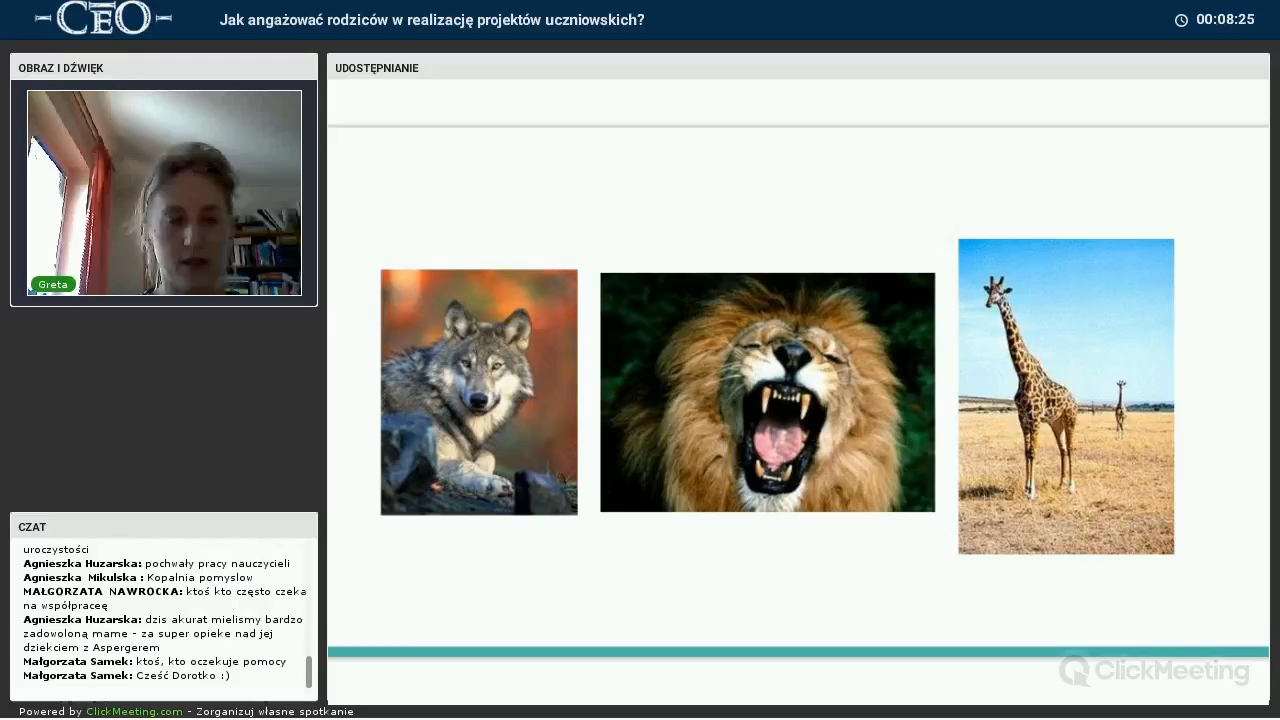 CEO
Jak angażować rodziców w realizację projektów uczniowskich?
00:08:25
OBRAZ I DŹWIĘK
UDOSTĘPNIANIE
Greta
CZAT
uroczystości
Agnieszka Huzarska: pochwały pracy nauczycieli
Agnieszka Mikulska : Kopalnia pomyslow
MAŁGORZATA NAWROCKA: ktoś kto często czeka
na współpraceę
Agnieszka Huzarska: dzis akurat mielismy bardzo
zadowoloną mame - za super opieke nad jej
dziekciem z Aspergerem
Małgorzata Samek: ktoś, kto oczekuje pomocy
Małgorzata Samek: Cześć Dorotko :)
ClickMeeting
Powered by ClickMeeting.com - Zorganizuj własne spotkanie